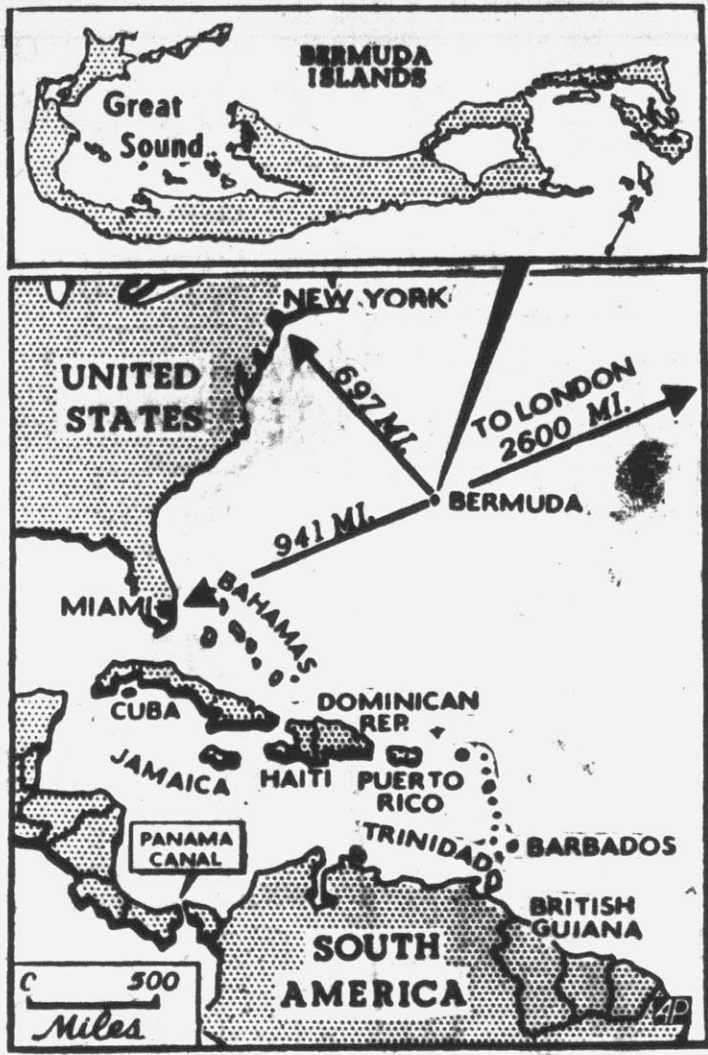 BERMUDA
ISLANDS
Great
Sound
N
NEW YORK
UNITED
STATES
697 MI.
TO LONDON
2600 MI.
BERMUDA
941 MI.
MIAMI
BAHAMAS
CUBA
DOMINICAN
REP.
JAMAICA
HAITI
PUERTO
RICO
TRINIDAD
BARBADOS
PANAMA
CANAL
BRITISH
GUIANA
SOUTH
AMERICA
0 500
Miles
AP